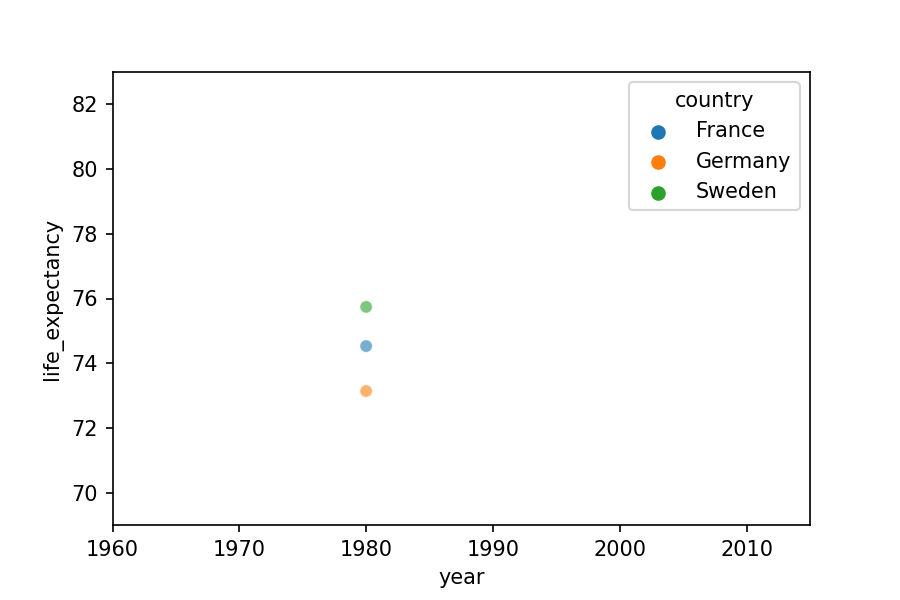 82
80
78
76
74
72
70
life_expectancy
country
France
Germany
Sweden
1960 1970 1980 1990 2000 2010
year